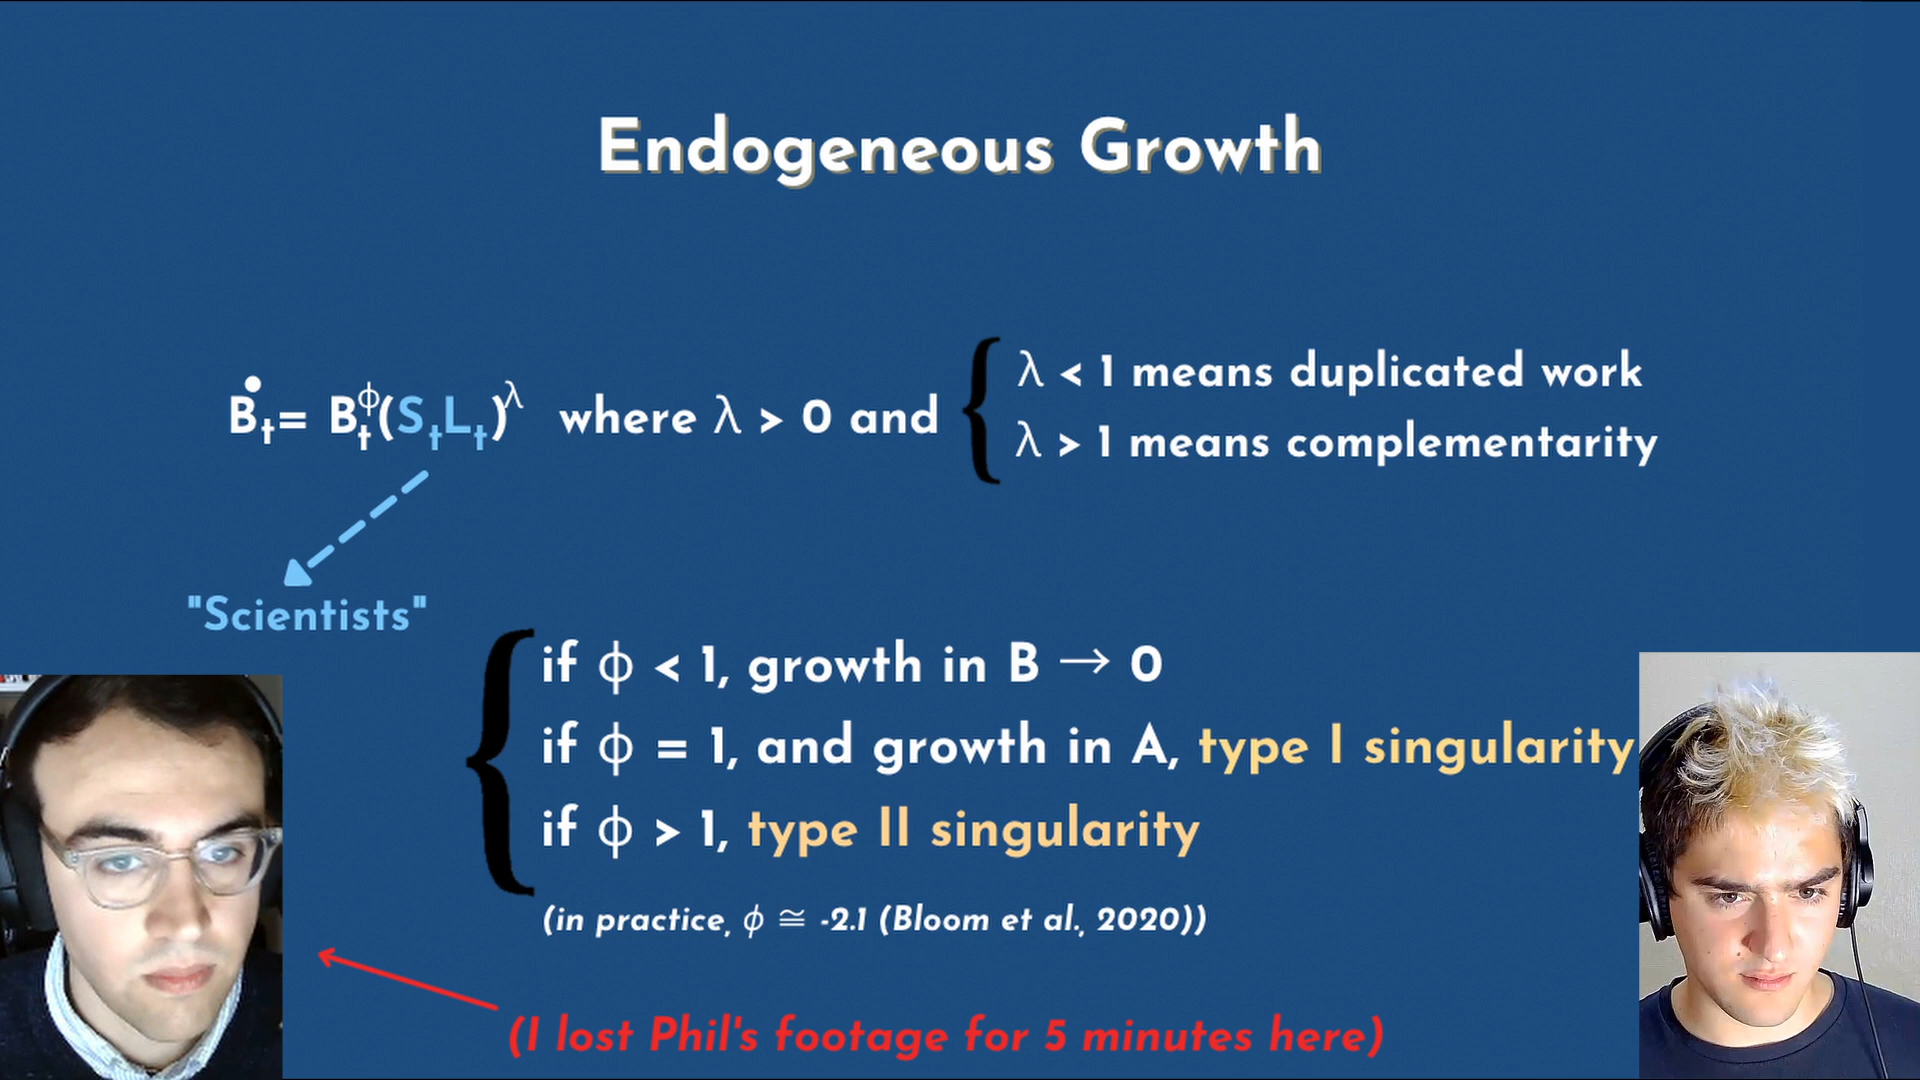 Endogeneous Growth
Ḃₜ= Bₜ^ϕ(SₜLₜ)^λ where λ > 0 and {
λ < 1 means duplicated work
λ > 1 means complementarity
"Scientists"
{ if ϕ < 1, growth in B → 0
if ϕ = 1, and growth in A, type I singularity
if ϕ > 1, type II singularity
(in practice, ϕ ≅ -2.1 (Bloom et al., 2020))
(I lost Phil's footage for 5 minutes here)